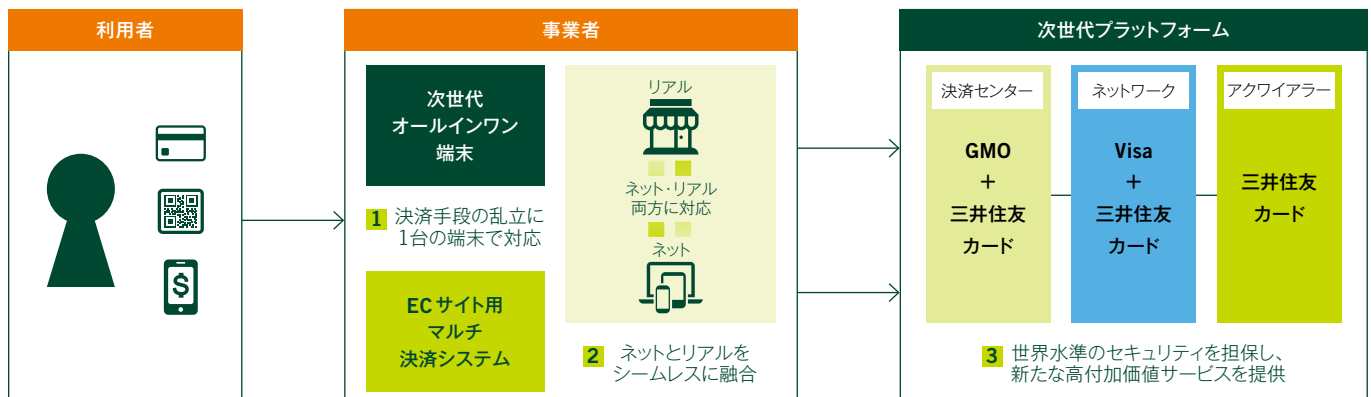 利用者
事業者
次世代
オールインワン
端末
1 決済手段の乱立に
1台の端末で対応
ECサイト用
マルチ
決済システム
リアル
ネット・リアル
両方に対応
ネット
2 ネットとリアルを
シームレスに融合
次世代プラットフォーム
決済センター
GMO
+
三井住友
カード
ネットワーク
Visa
+
三井住友
カード
アクワイアラー
三井住友
カード
3 世界水準のセキュリティを担保し、
新たな高付加価値サービスを提供
$